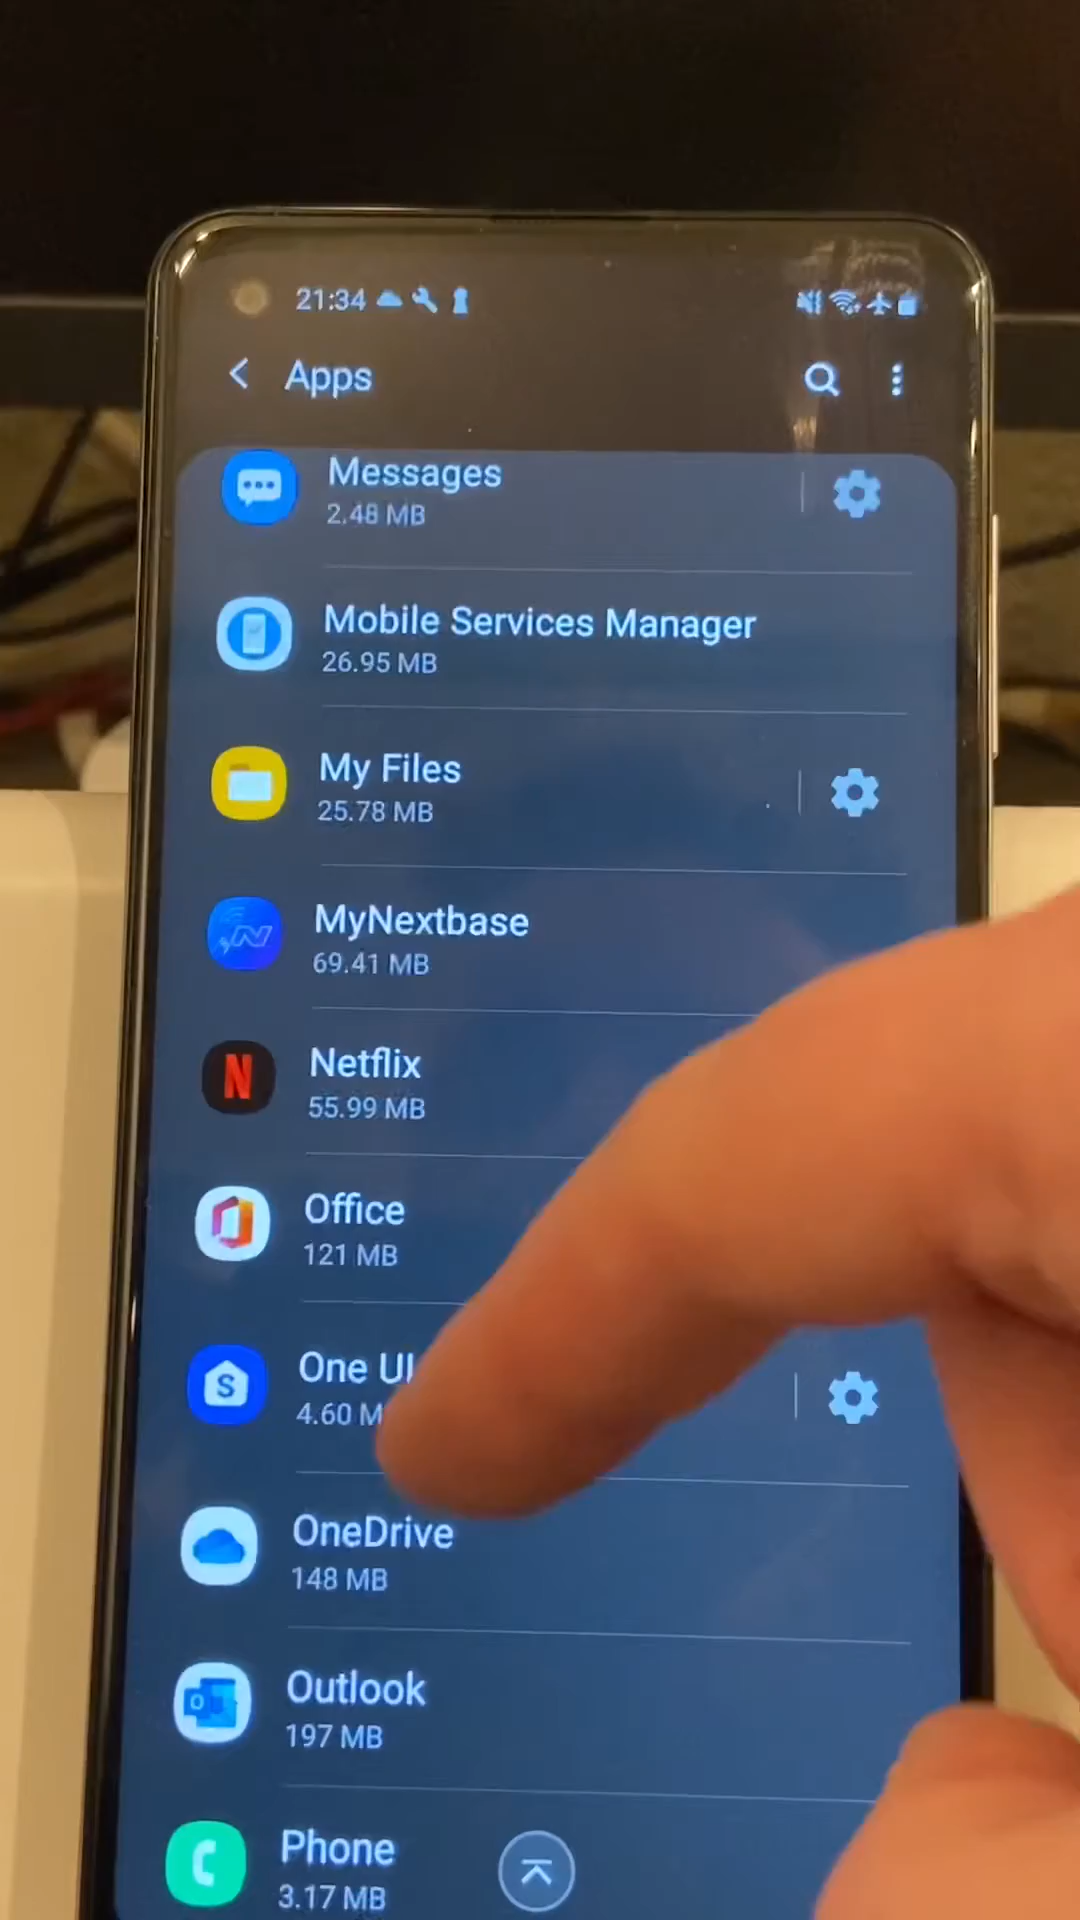 21:34
Apps
Messages
2.48 MB
Mobile Services Manager
26.95 MB
My Files
25.78 MB
MyNextbase
69.41 MB
N
Netflix
55.99 MB
Office
121 MB
S
One UI
4.60 M
OneDrive
148 MB
O
Outlook
197 MB
Phone
3.17 MB